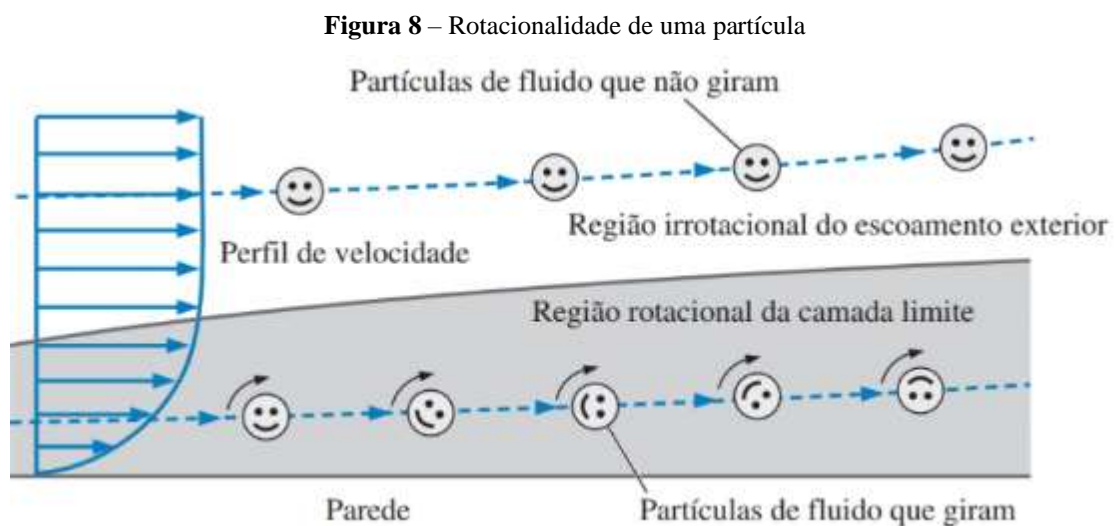 Figura 8 – Rotacionalidade de uma partícula
Partículas de fluido que não giram
Região irrotacional do escoamento exterior
Perfil de velocidade
Região rotacional da camada limite
Parede
Partículas de fluido que giram